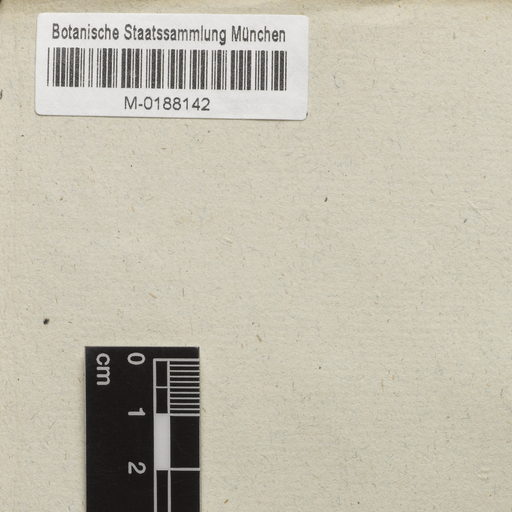 Botanische Staatssammlung München
M-0188142
cm
0
1
2